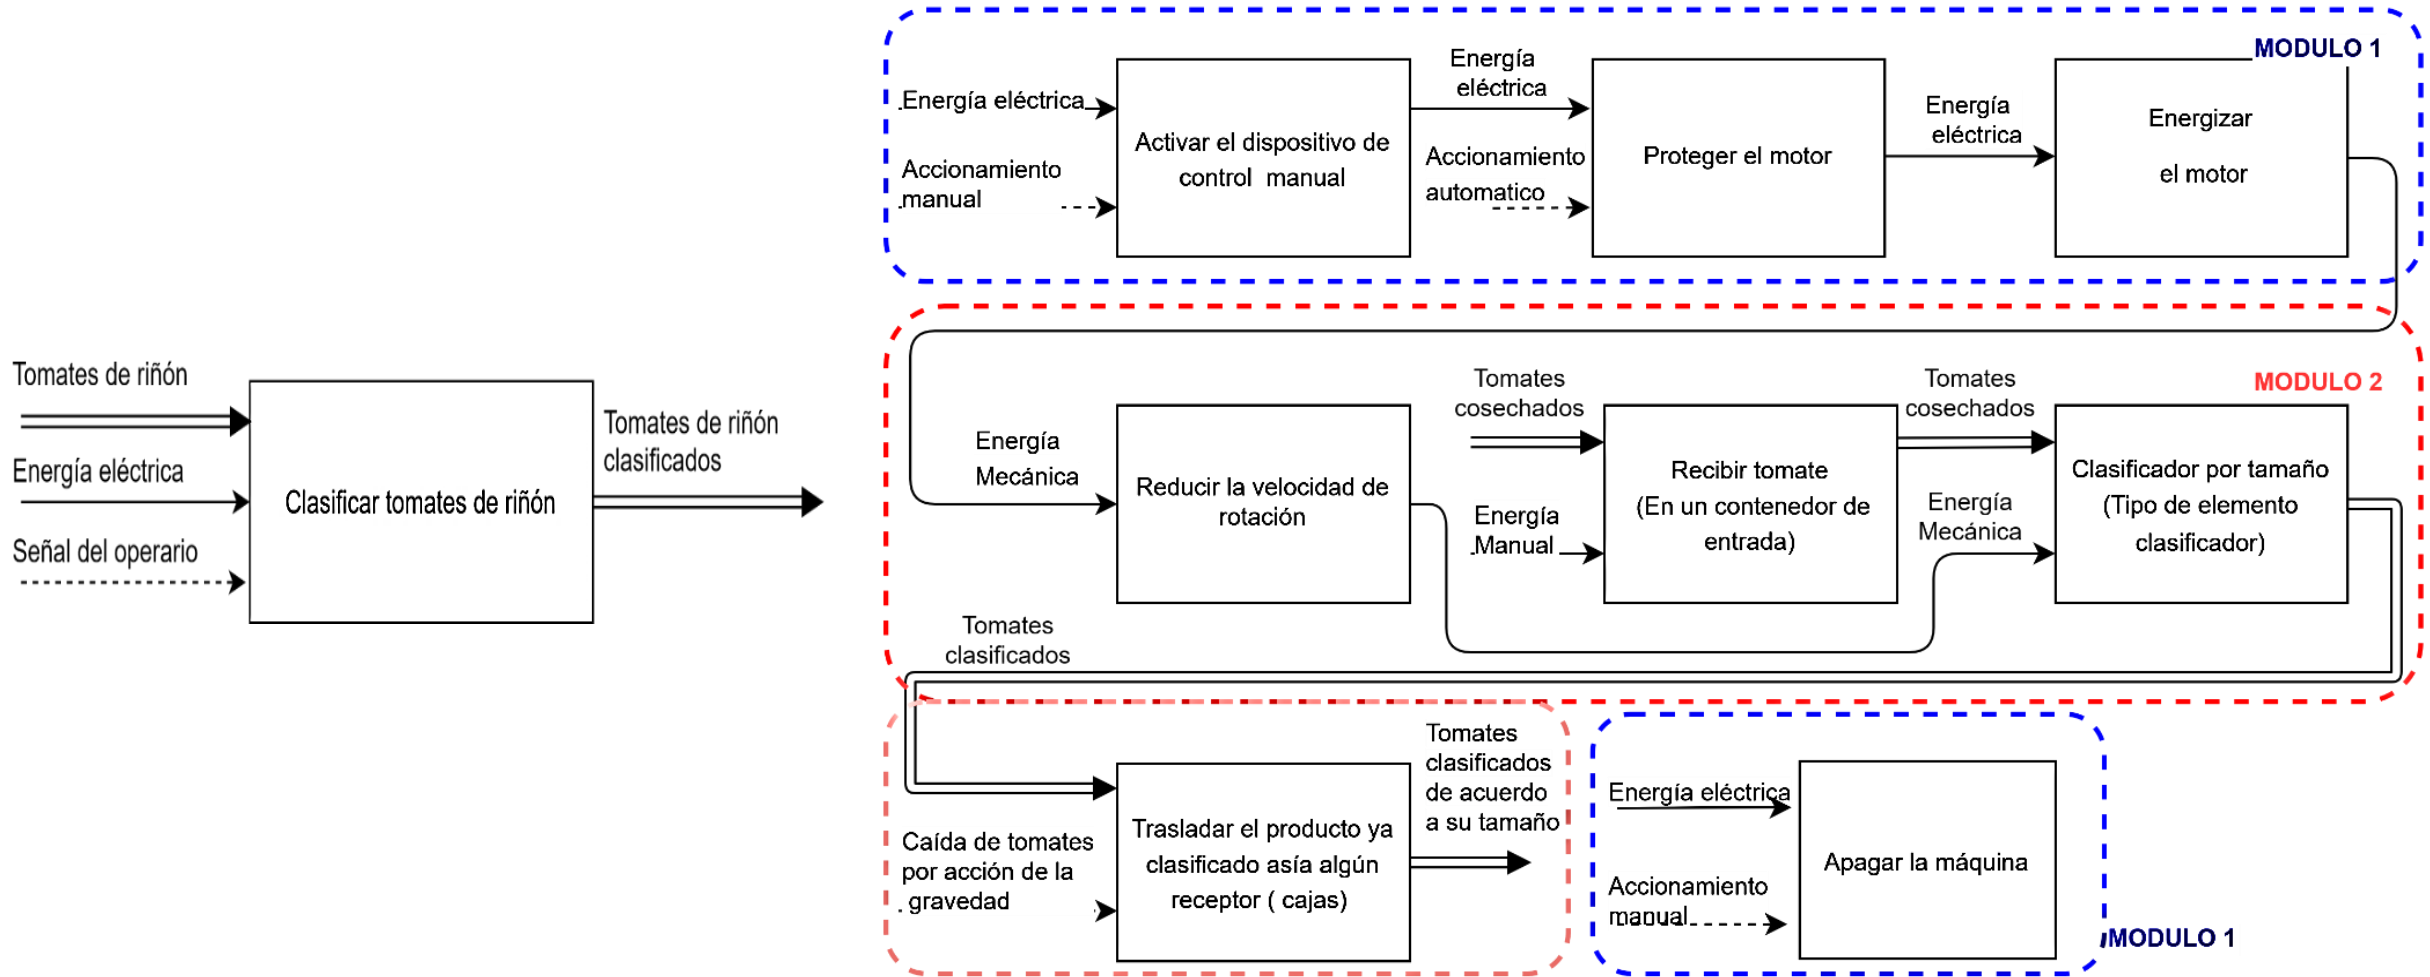 Tomates de riñón
Energía eléctrica
Señal del operario
Clasificar tomates de riñón
Tomates de riñón
clasificados
MODULO 1
Energía eléctrica
Accionamiento
manual
Activar el dispositivo de
control manual
Energía
eléctrica
Accionamiento
automatico
Proteger el motor
Energía
eléctrica
Energizar
el motor
MODULO 2
Energía
Mecánica
Reducir la velocidad de
rotación
Tomates
cosechados
Energía
Manual
Recibir tomate
(En un contenedor de
entrada)
Tomates
cosechados
Energía
Mecánica
Clasificador por tamaño
(Tipo de elemento
clasificador)
Tomates
clasificados
Caída de tomates
por acción de la
gravedad
Trasladar el producto ya
clasificado asía algún
receptor ( cajas)
Tomates
clasificados
de acuerdo
a su tamaño
Energía eléctrica
Accionamiento
manual
Apagar la máquina
MODULO 1